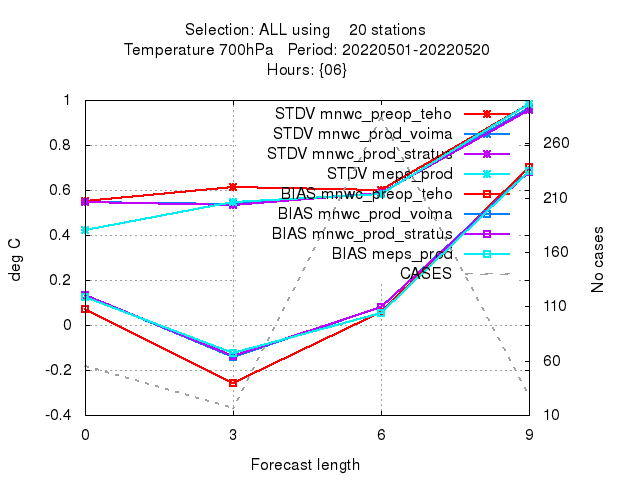 Selection: ALL using    20 stations
Temperature 700hPa   Period: 20220501-20220520
Hours: {06}
STDV mnwc_preop_teho
STDV mnwc_prod_voima
STDV mnwc_prod_stratus
STDV meps_prod
BIAS mnwc_preop_teho
BIAS mnwc_prod_voima
BIAS mnwc_prod_stratus
BIAS meps_prod
CASES
deg C
1
0.8
0.6
0.4
0.2
0
-0.2
-0.4
No cases
260
210
160
110
60
10
0 3 6 9
Forecast length